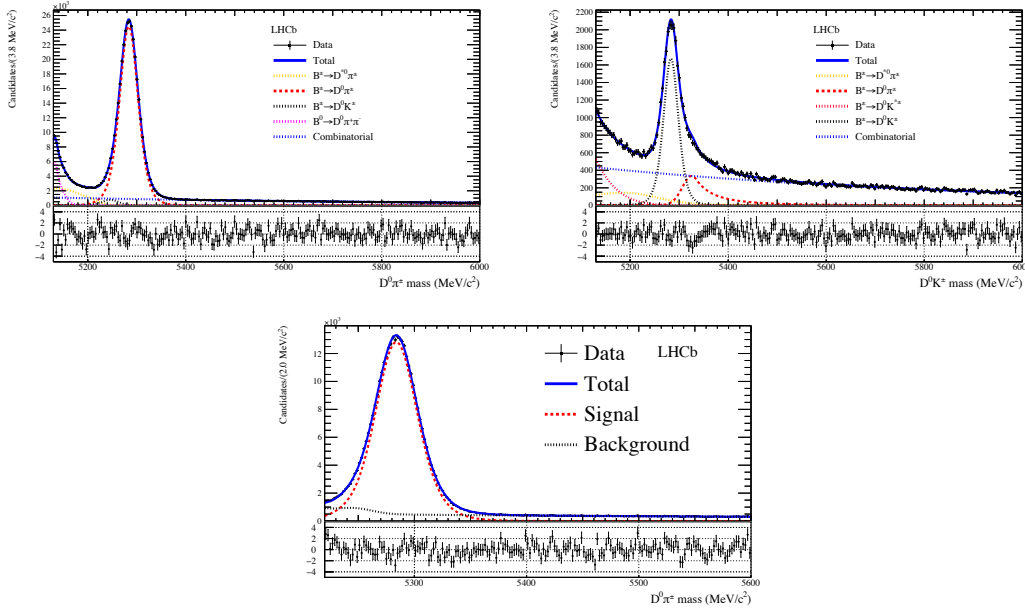 ×10³
26
24
22
20
18
16
14
12
10
8
6
4
2
0
Candidates/(3.8 MeV/c²)
LHCb
Data
Total
B± → D*⁰π±
B± → D⁰π±
B± → D⁰K±
B⁰ → D⁰π⁺π⁻
Combinatorial
4
2
0
−2
−4
5200 5400 5600 5800 6000
D⁰π± mass (MeV/c²)
2200
2000
1800
1600
1400
1200
1000
800
600
400
200
0
Candidates/(3.8 MeV/c²)
LHCb
Data
Total
B± → D*⁰π±
B± → D⁰π±
B± → D⁰K*±
B± → D⁰K±
Combinatorial
4
2
0
−2
−4
5200 5400 5600 5800 6000
D⁰K± mass (MeV/c²)
×10³
12
10
8
6
4
2
0
Candidates/(2.0 MeV/c²)
Data LHCb
Total
Signal
Background
4
2
0
−2
−4
5300 5400 5500 5600
D⁰π± mass (MeV/c²)